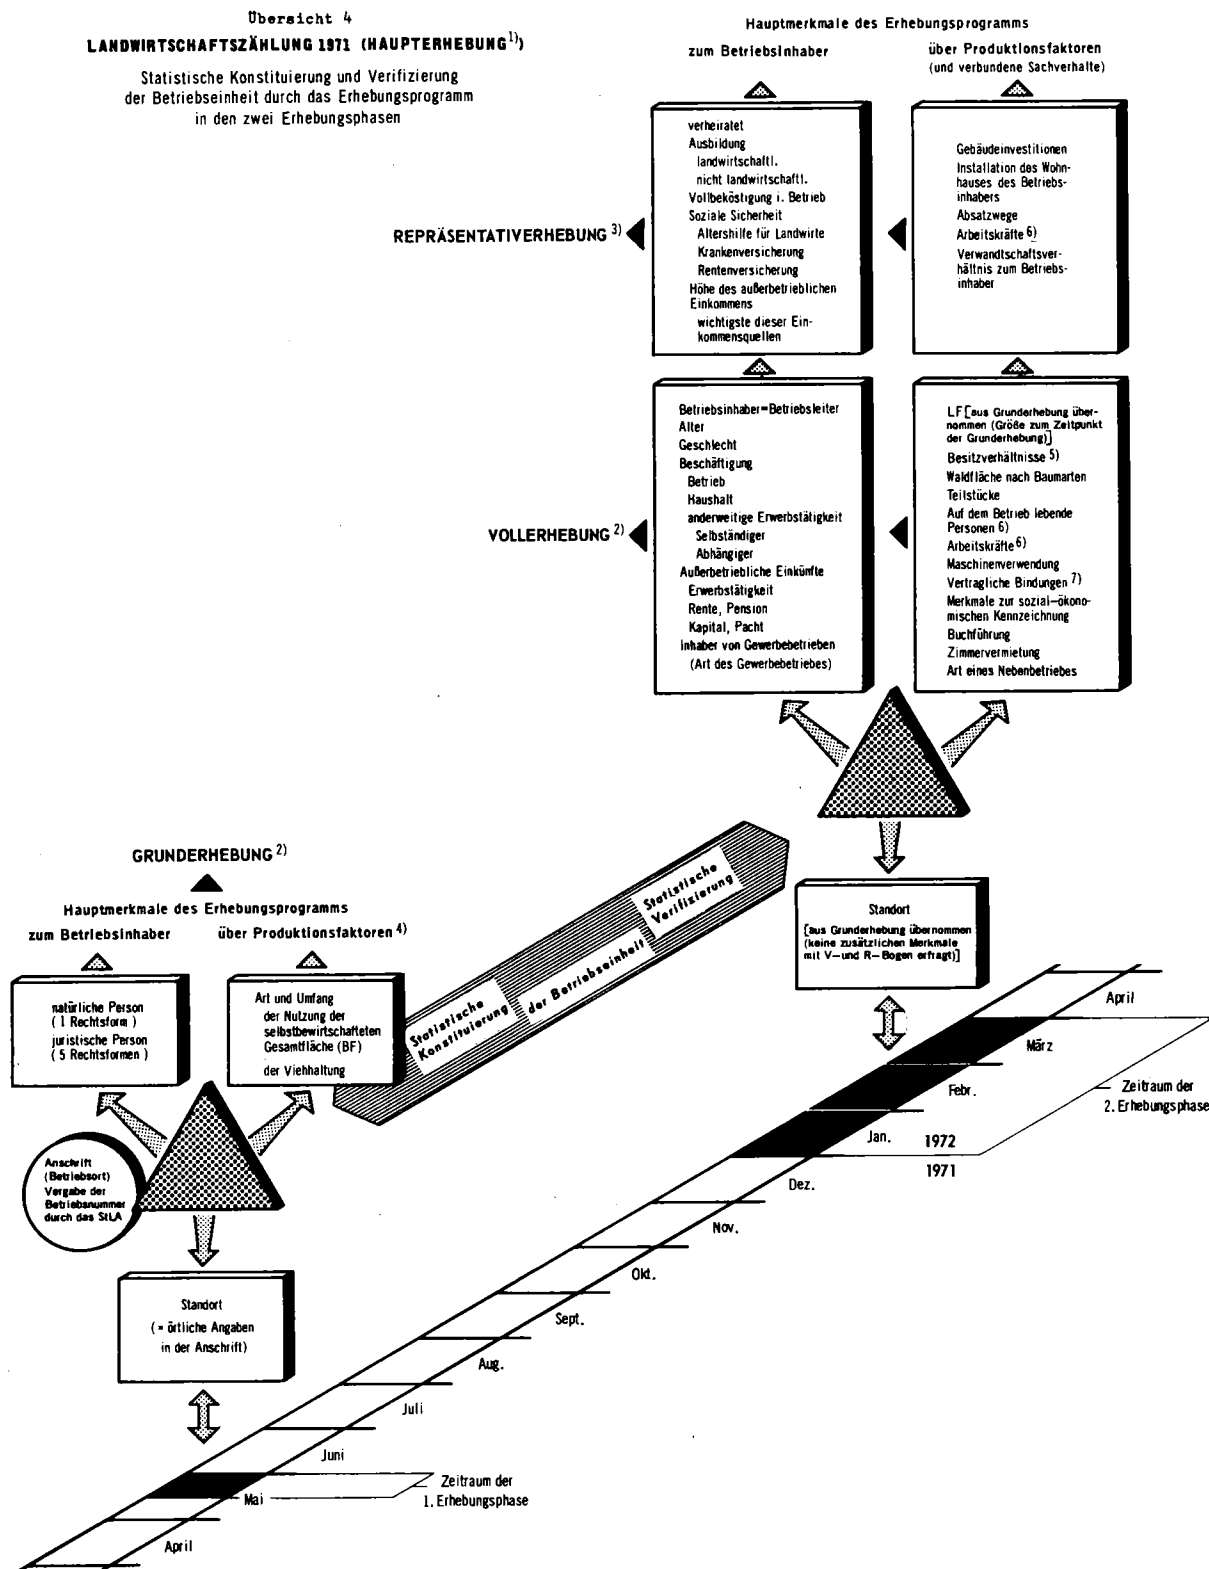 Übersicht 4
LANDWIRTSCHAFTSZÄHLUNG 1971 (HAUPTERHEBUNG 1))
Statistische Konstituierung und Verifizierung
der Betriebseinheit durch das Erhebungsprogramm
in den zwei Erhebungsphasen
Hauptmerkmale des Erhebungsprogramms
zum Betriebsinhaber
über Produktionsfaktoren
(und verbundene Sachverhalte)
REPRÄSENTATIVERHEBUNG 3)
verheiratet
Ausbildung
landwirtschaftl.
nicht landwirtschaftl.
Vollbeköstigung i. Betrieb
Soziale Sicherheit
Altershilfe für Landwirte
Krankenversicherung
Rentenversicherung
Höhe des außerbetrieblichen
Einkommens
wichtigste dieser Ein-
kommensquellen
Gebäudeinvestitionen
Installation des Wohn-
hauses des Betriebs-
inhabers
Absatzwege
Arbeitskräfte 6)
Verwandtschaftsver-
hältnis zum Betriebs-
inhaber
VOLLERHEBUNG 2)
Betriebsinhaber=Betriebsleiter
Alter
Geschlecht
Beschäftigung
Betrieb
Haushalt
anderweitige Erwerbstätigkeit
Selbständiger
Abhängiger
Außerbetriebliche Einkünfte
Erwerbstätigkeit
Rente, Pension
Kapital, Pacht
Inhaber von Gewerbebetrieben
(Art des Gewerbebetriebes)
LF [aus Grunderhebung über-
nommen (Größe zum Zeitpunkt
der Grunderhebung)]
Besitzverhältnisse 5)
Waldfläche nach Baumarten
Teilstücke
Auf dem Betrieb lebende
Personen 6)
Arbeitskräfte 6)
Maschinenverwendung
Vertragliche Bindungen 7)
Merkmale zur sozial-ökono-
mischen Kennzeichnung
Buchführung
Zimmervermietung
Art eines Nebenbetriebes
GRUNDERHEBUNG 2)
Hauptmerkmale des Erhebungsprogramms
zum Betriebsinhaber
über Produktionsfaktoren 4)
natürliche Person
( 1 Rechtsform )
juristische Person
( 5 Rechtsformen )
Art und Umfang
der Nutzung der
selbstbewirtschafteten
Gesamtfläche (BF)
der Viehhaltung
Statistische
Konstituierung
der Betriebseinheit
Statistische
Verifizierung
Standort
[aus Grunderhebung übernommen
(keine zusätzlichen Merkmale
mit V-und R-Bogen erfragt)]
Anschrift
(Betriebsort)
Vergabe der
Betriebsnummer
durch das StLA
Standort
(= örtliche Angaben
in der Anschrift)
April
März
Febr.
Zeitraum der
2. Erhebungsphase
Jan.
1972
1971
Dez.
Nov.
Okt.
Sept.
Aug.
Juli
Juni
Zeitraum der
1. Erhebungsphase
Mai
April